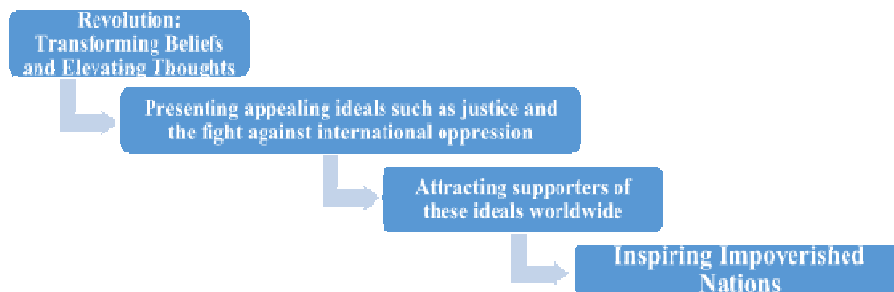 Revolution:
Transforming Beliefs
and Elevating Thoughts
Presenting appealing ideals such as justice and
the fight against international oppression
Attracting supporters of
these ideals worldwide
Inspiring Impoverished
Nations